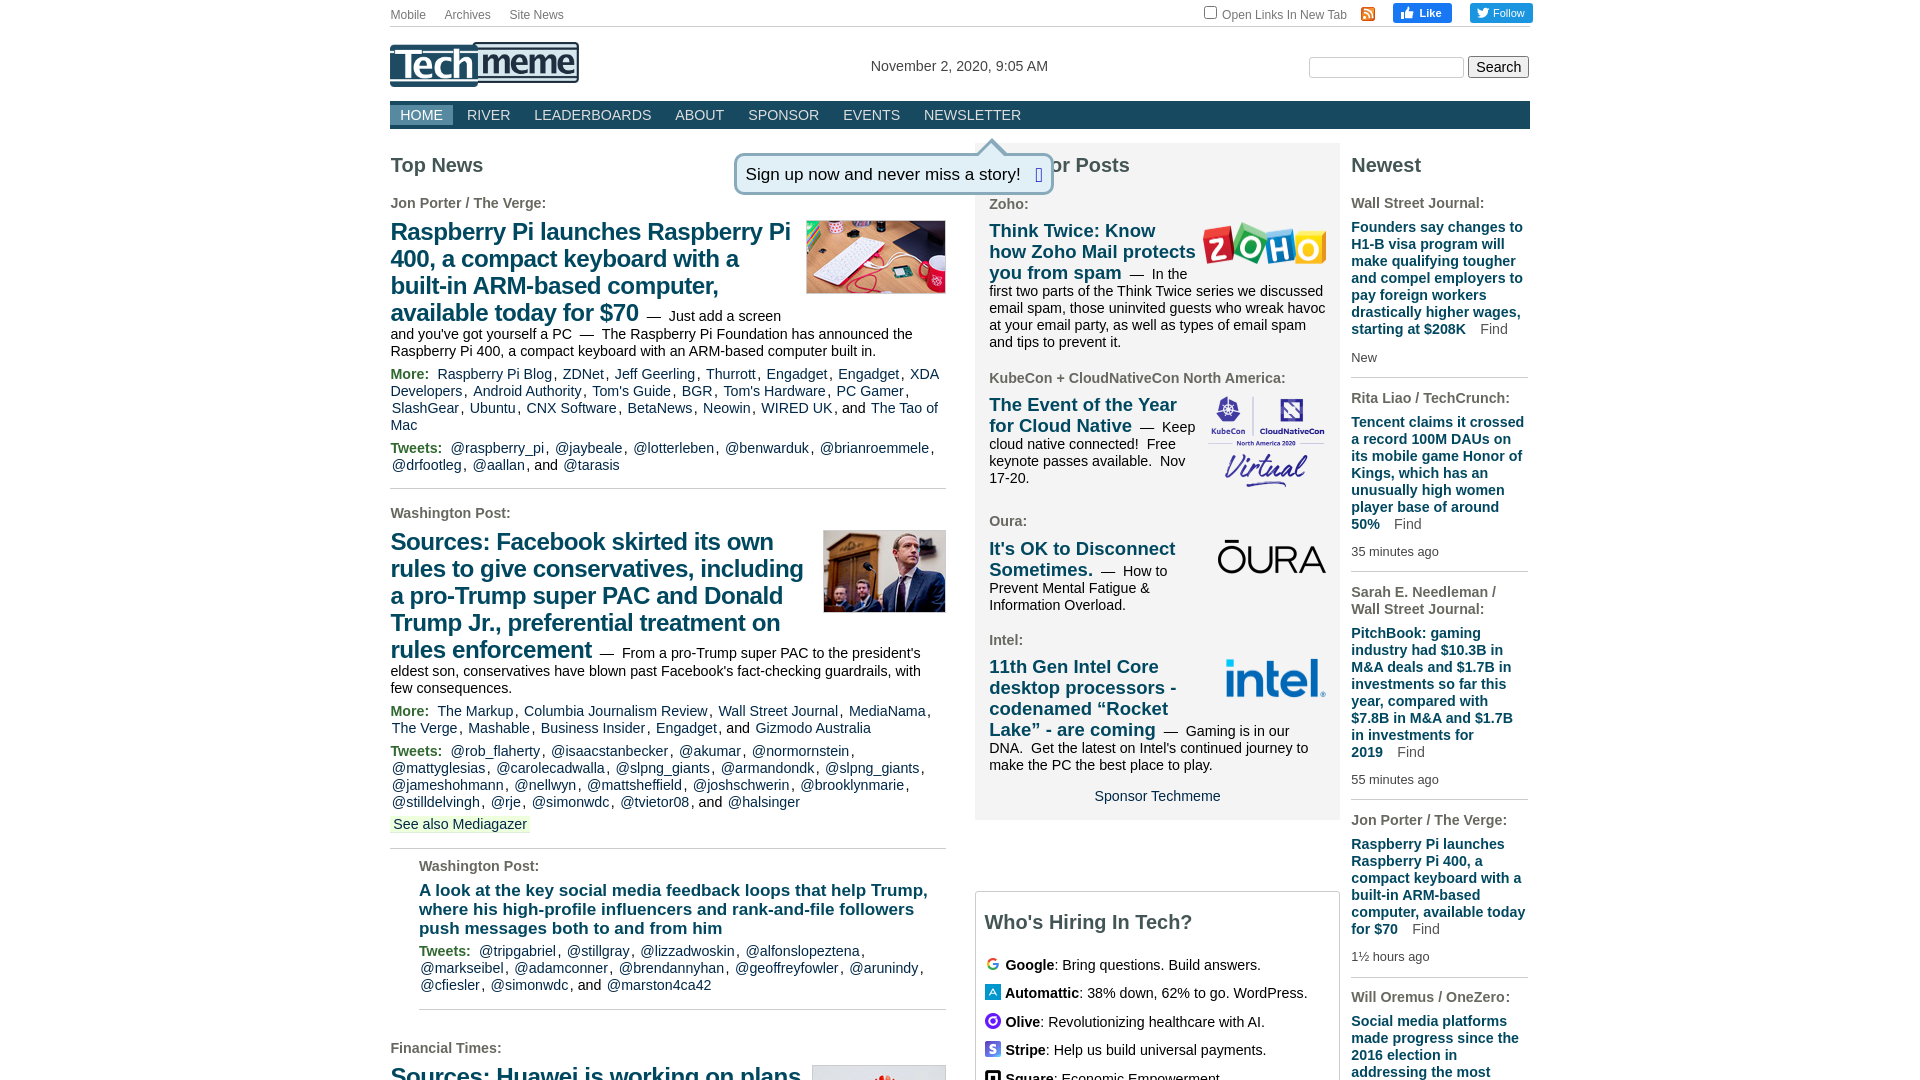 Mobile Archives Site News
Open Links In New Tab
Like
Follow
Techmeme
November 2, 2020, 9:05 AM
Search
HOME RIVER LEADERBOARDS ABOUT SPONSOR EVENTS NEWSLETTER
Sign up now and never miss a story!
Top News
Jon Porter / The Verge:
Raspberry Pi launches Raspberry Pi
400, a compact keyboard with a
built-in ARM-based computer,
available today for $70 — Just add a screen
and you've got yourself a PC — The Raspberry Pi Foundation has announced the
Raspberry Pi 400, a compact keyboard with an ARM-based computer built in.
More: Raspberry Pi Blog, ZDNet, Jeff Geerling, Thurrott, Engadget, Engadget, XDA
Developers, Android Authority, Tom's Guide, BGR, Tom's Hardware, PC Gamer,
SlashGear, Ubuntu, CNX Software, BetaNews, Neowin, WIRED UK, and The Tao of
Mac
Tweets: @raspberry_pi, @jaybeale, @lotterleben, @benwarduk, @brianroemmele,
@drfootleg, @aallan, and @tarasis
Washington Post:
Sources: Facebook skirted its own
rules to give conservatives, including
a pro-Trump super PAC and Donald
Trump Jr., preferential treatment on
rules enforcement — From a pro-Trump super PAC to the president's
eldest son, conservatives have blown past Facebook's fact-checking guardrails, with
few consequences.
More: The Markup, Columbia Journalism Review, Wall Street Journal, MediaNama,
The Verge, Mashable, Business Insider, Engadget, and Gizmodo Australia
Tweets: @rob_flaherty, @isaacstanbecker, @akumar, @normornstein,
@mattyglesias, @carolecadwalla, @slpng_giants, @armandondk, @slpng_giants,
@jameshohmann, @nellwyn, @mattsheffield, @joshschwerin, @brooklynmarie,
@stilldelvingh, @rje, @simonwdc, @tvietor08, and @halsinger
See also Mediagazer
Washington Post:
A look at the key social media feedback loops that help Trump,
where his high-profile influencers and rank-and-file followers
push messages both to and from him
Tweets: @tripgabriel, @stillgray, @lizzadwoskin, @alfonslopeztena,
@markseibel, @adamconner, @brendannyhan, @geoffreyfowler, @arunindy,
@cfiesler, @simonwdc, and @marston4ca42
Financial Times:
Sources: Huawei is working on plans
or Posts
Zoho:
Think Twice: Know
how Zoho Mail protects
you from spam — In the
first two parts of the Think Twice series we discussed
email spam, those uninvited guests who wreak havoc
at your email party, as well as types of email spam
and tips to prevent it.
ZOHO
KubeCon + CloudNativeCon North America:
The Event of the Year
for Cloud Native — Keep
cloud native connected! Free
keynote passes available. Nov
17-20.
KubeCon CloudNativeCon
North America 2020
Virtual
Oura:
It's OK to Disconnect
Sometimes. — How to
Prevent Mental Fatigue &
Information Overload.
ŌURA
Intel:
11th Gen Intel Core
desktop processors -
codenamed “Rocket
Lake” - are coming — Gaming is in our
DNA. Get the latest on Intel's continued journey to
make the PC the best place to play.
intel®
Sponsor Techmeme
Who's Hiring In Tech?
Google: Bring questions. Build answers.
Automattic: 38% down, 62% to go. WordPress.
Olive: Revolutionizing healthcare with AI.
Stripe: Help us build universal payments.
Square: Economic Empowerment
Newest
Wall Street Journal:
Founders say changes to
H1-B visa program will
make qualifying tougher
and compel employers to
pay foreign workers
drastically higher wages,
starting at $208K Find
New
Rita Liao / TechCrunch:
Tencent claims it crossed
a record 100M DAUs on
its mobile game Honor of
Kings, which has an
unusually high women
player base of around
50% Find
35 minutes ago
Sarah E. Needleman /
Wall Street Journal:
PitchBook: gaming
industry had $10.3B in
M&A deals and $1.7B in
investments so far this
year, compared with
$7.8B in M&A and $1.7B
in investments for
2019 Find
55 minutes ago
Jon Porter / The Verge:
Raspberry Pi launches
Raspberry Pi 400, a
compact keyboard with a
built-in ARM-based
computer, available today
for $70 Find
1½ hours ago
Will Oremus / OneZero:
Social media platforms
made progress since the
2016 election in
addressing the most